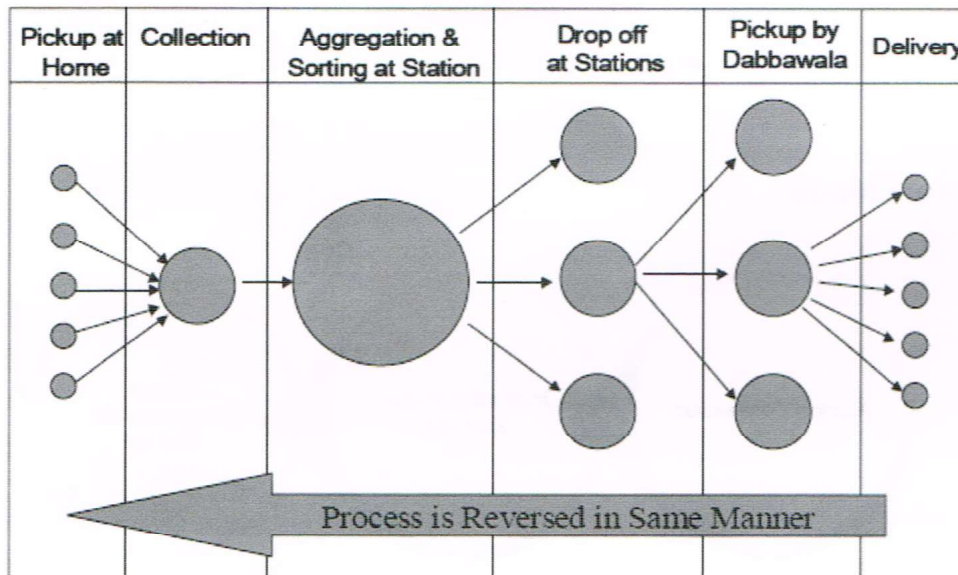 Pickup at
Home
Collection
Aggregation &
Sorting at Station
Drop off
at Stations
Pickup by
Dabbawala
Delivery
Process is Reversed in Same Manner